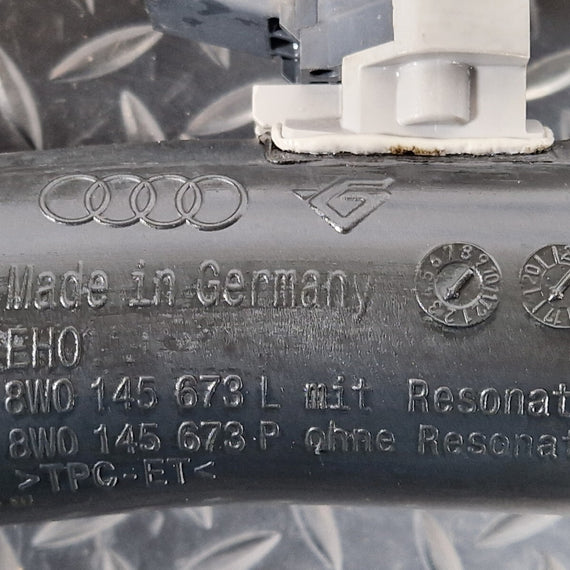 Made in Germany
EHO
8W0 145 673 L mit Resonat
8W0 145 673 P ohne Resonat
>TPC-ET<